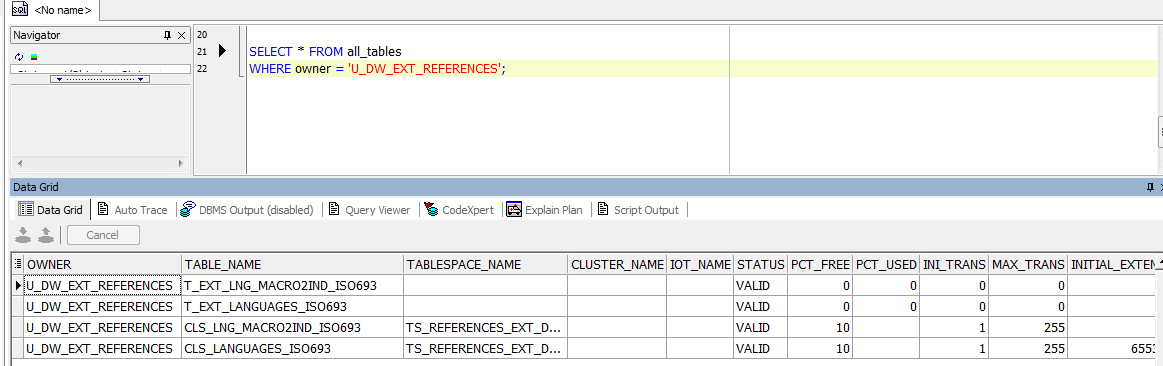 SQL <No name>
Navigator
20
21 SELECT * FROM all_tables
22 WHERE owner = 'U_DW_EXT_REFERENCES';
Data Grid
Data Grid Auto Trace DBMS Output (disabled) Query Viewer CodeXpert Explain Plan Script Output
Cancel
OWNER TABLE_NAME TABLESPACE_NAME CLUSTER_NAME IOT_NAME STATUS PCT_FREE PCT_USED INI_TRANS MAX_TRANS INITIAL_EXTEN
U_DW_EXT_REFERENCES T_EXT_LNG_MACRO2IND_ISO693 VALID 0 0 0 0
U_DW_EXT_REFERENCES T_EXT_LANGUAGES_ISO693 VALID 0 0 0 0
U_DW_EXT_REFERENCES CLS_LNG_MACRO2IND_ISO693 TS_REFERENCES_EXT_D... VALID 10 1 255
U_DW_EXT_REFERENCES CLS_LANGUAGES_ISO693 TS_REFERENCES_EXT_D... VALID 10 1 255 6553